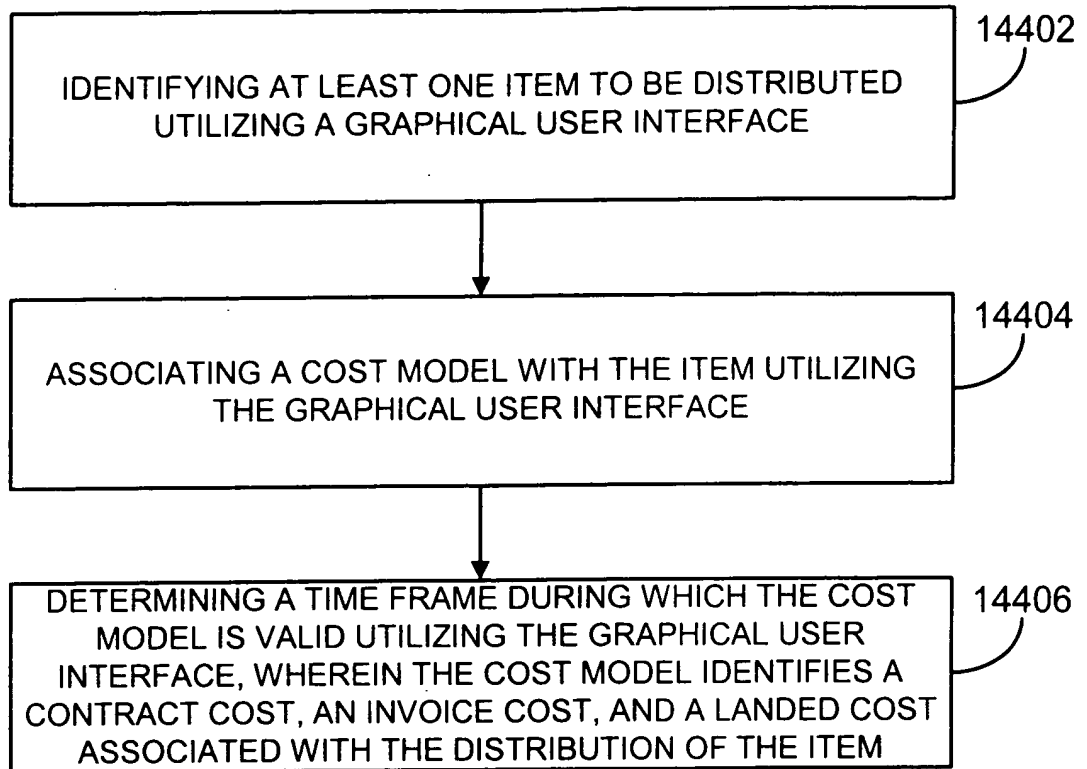 14402
IDENTIFYING AT LEAST ONE ITEM TO BE DISTRIBUTED
UTILIZING A GRAPHICAL USER INTERFACE
14404
ASSOCIATING A COST MODEL WITH THE ITEM UTILIZING
THE GRAPHICAL USER INTERFACE
14406
DETERMINING A TIME FRAME DURING WHICH THE COST
MODEL IS VALID UTILIZING THE GRAPHICAL USER
INTERFACE, WHEREIN THE COST MODEL IDENTIFIES A
CONTRACT COST, AN INVOICE COST, AND A LANDED COST
ASSOCIATED WITH THE DISTRIBUTION OF THE ITEM